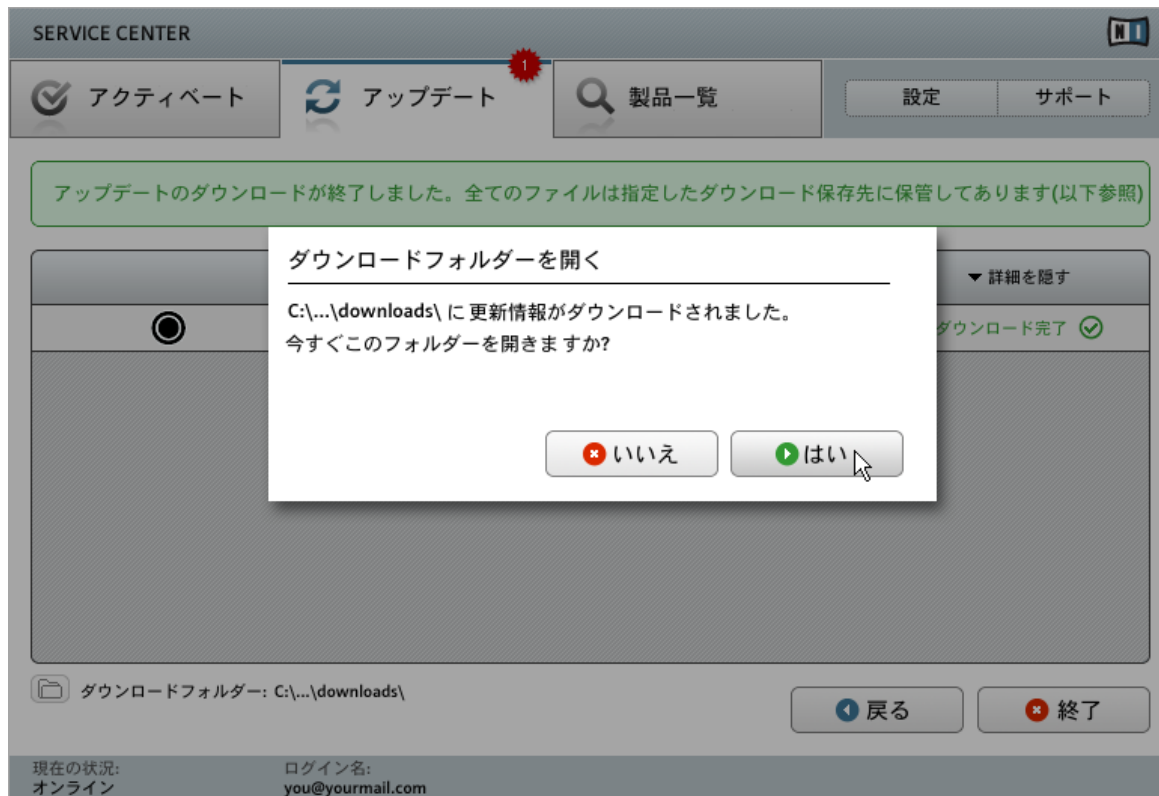 SERVICE CENTER
NI
アクティベート
アップデート
1
製品一覧
設定
サポート
アップデートのダウンロードが終了しました。全てのファイルは指定したダウンロード保存先に保管してあります(以下参照)
ダウンロードフォルダーを開く
▼詳細を隠す
C:\...\downloads\ に 更新情報がダウンロードされました。
ダウンロード完了
今すぐこのフォルダーを開きま すか?
いいえ
はい
ダウンロードフォルダー: C:\...\downloads\
戻る
終了
現在の状況:
ログイン名:
オンライン
you@yourmail.com